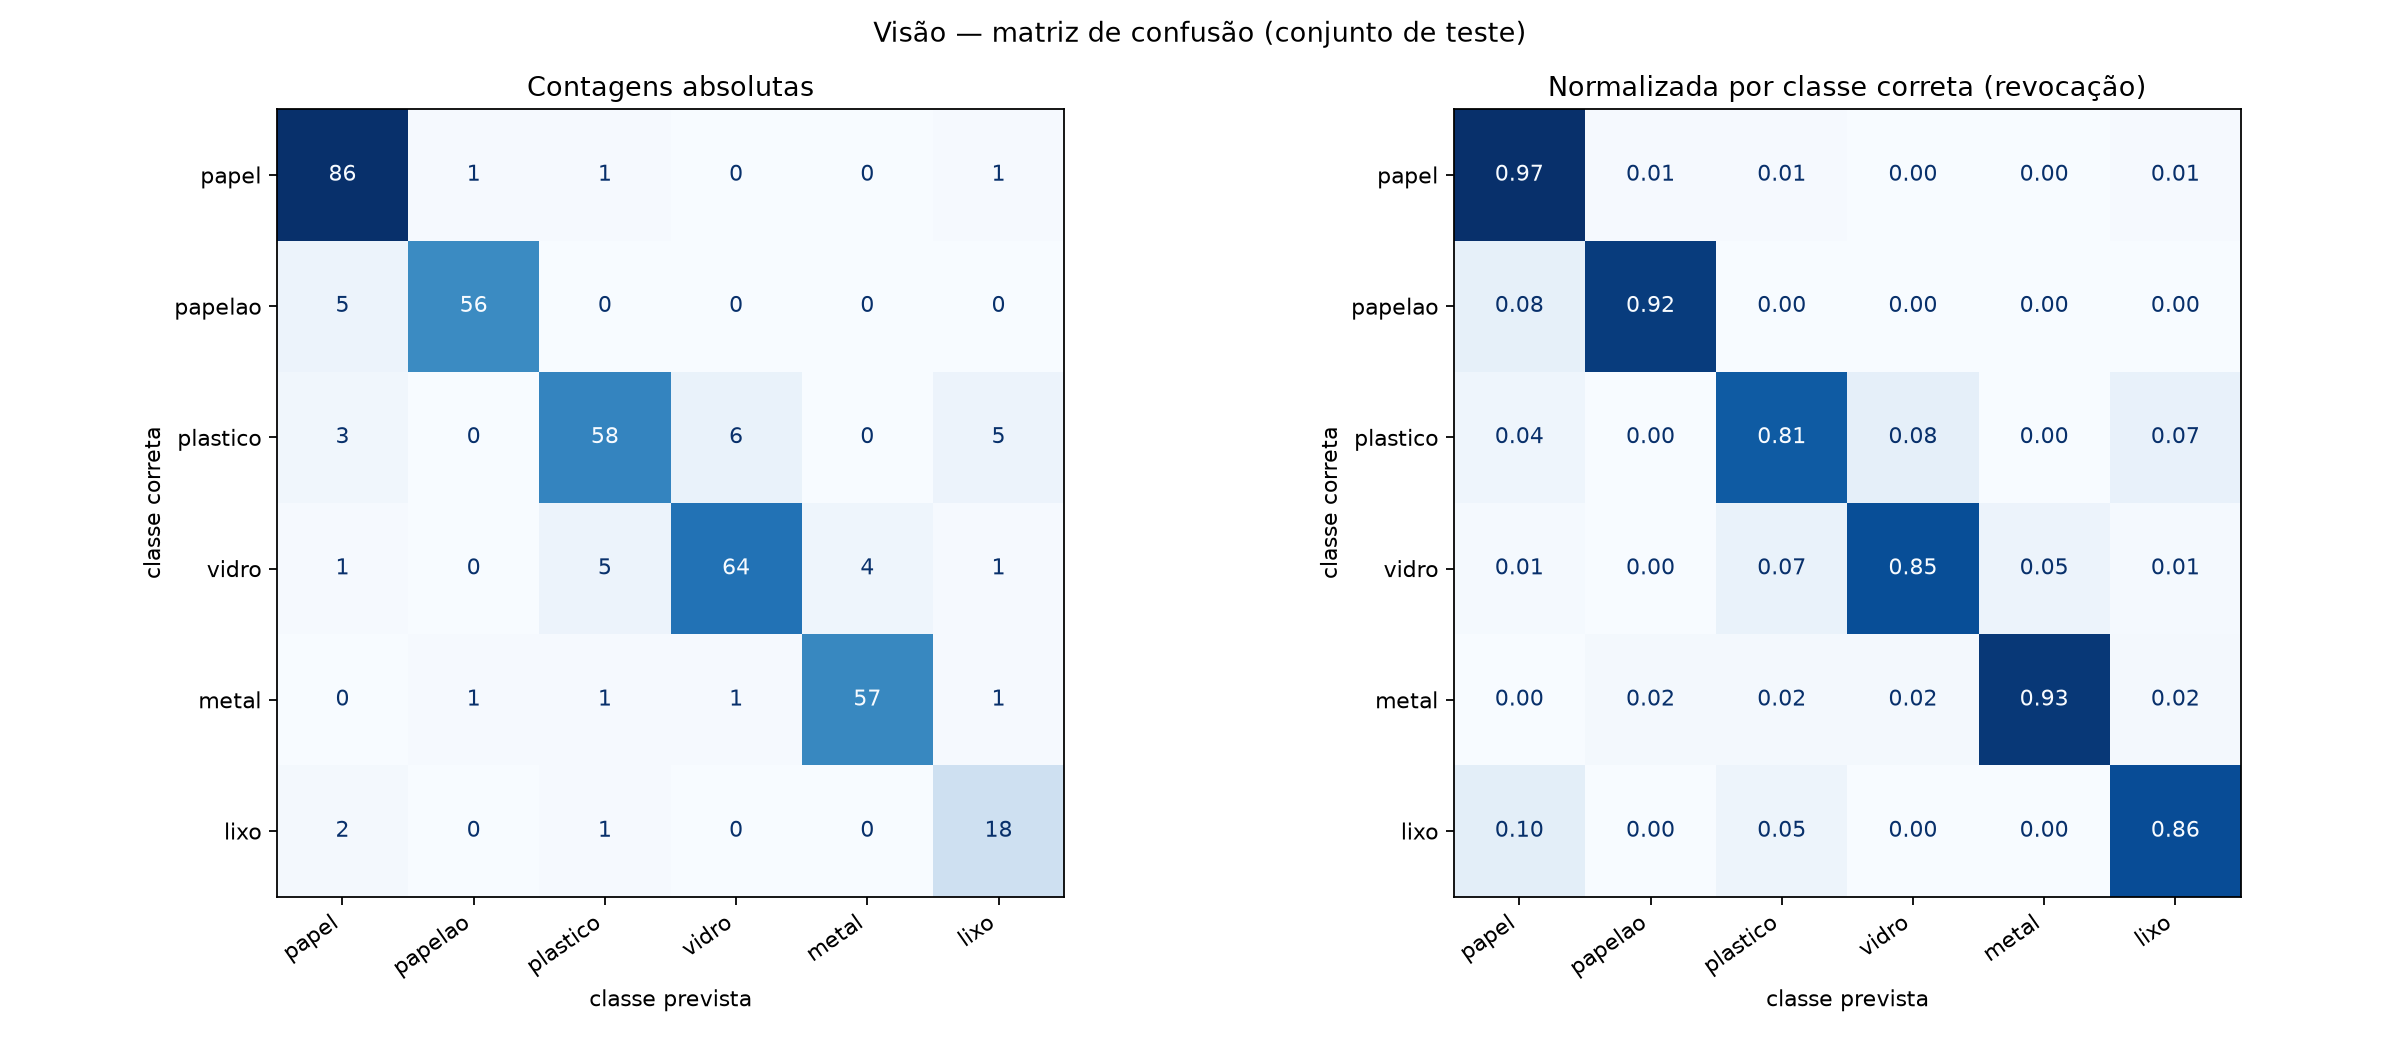 Visão — matriz de confusão (conjunto de teste)
Contagens absolutas
papel 86 1 1 0 0 1
papelao 5 56 0 0 0 0
plastico 3 0 58 6 0 5
vidro 1 0 5 64 4 1
metal 0 1 1 1 57 1
lixo 2 0 1 0 0 18
classe correta
papel papelao plastico vidro metal lixo
classe prevista
Normalizada por classe correta (revocação)
papel 0.97 0.01 0.01 0.00 0.00 0.01
papelao 0.08 0.92 0.00 0.00 0.00 0.00
plastico 0.04 0.00 0.81 0.08 0.00 0.07
vidro 0.01 0.00 0.07 0.85 0.05 0.01
metal 0.00 0.02 0.02 0.02 0.93 0.02
lixo 0.10 0.00 0.05 0.00 0.00 0.86
classe correta
papel papelao plastico vidro metal lixo
classe prevista